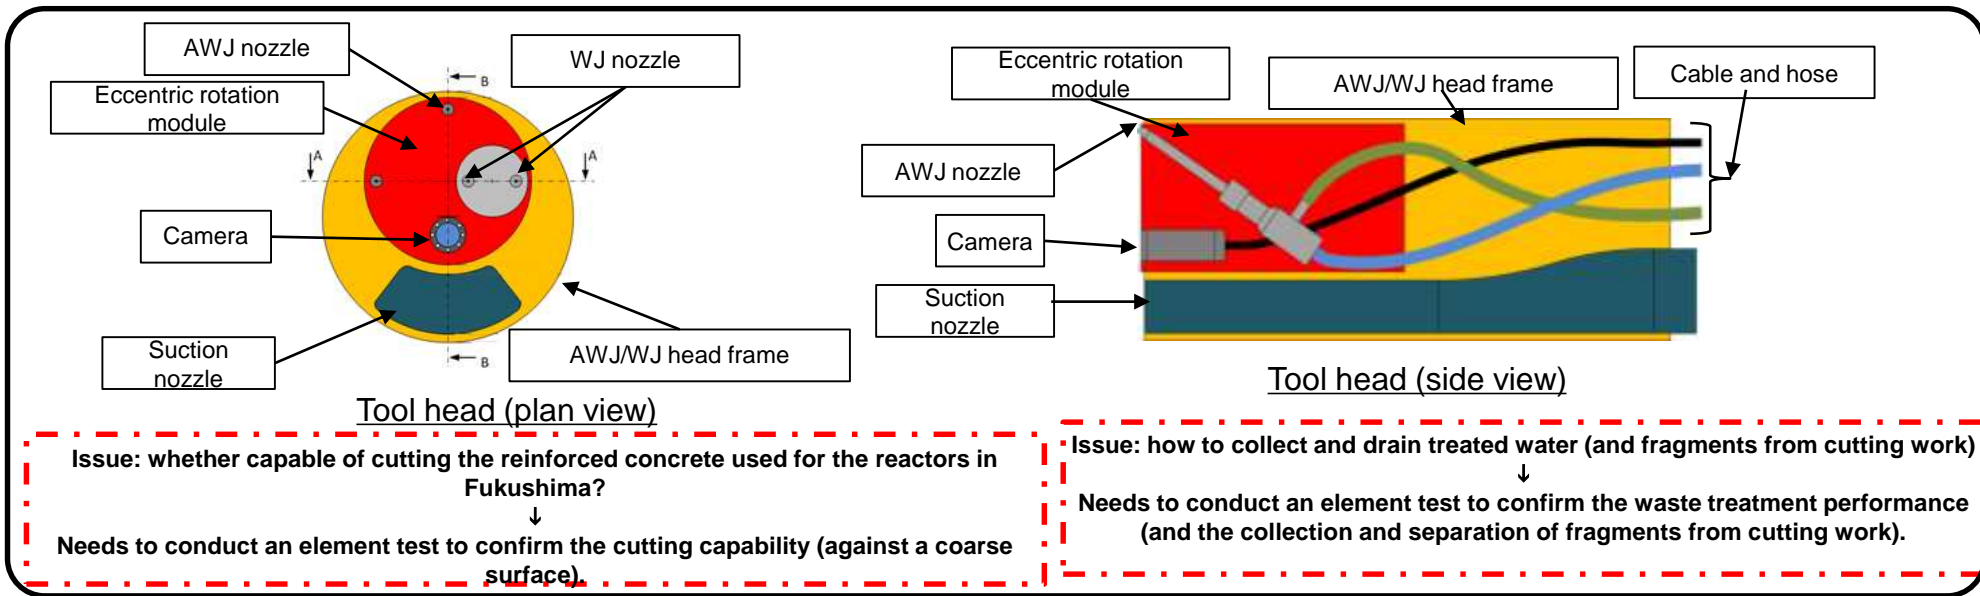 AWJ nozzle
WJ nozzle
Eccentric rotation
module
B
A
A
Camera
Suction
nozzle
B
AWJ/WJ head frame
Tool head (plan view)
Eccentric rotation
module
AWJ/WJ head frame
Cable and hose
AWJ nozzle
Camera
Suction
nozzle
Tool head (side view)
Issue: whether capable of cutting the reinforced concrete used for the reactors in
Fukushima?
↓
Needs to conduct an element test to confirm the cutting capability (against a coarse
surface).
Issue: how to collect and drain treated water (and fragments from cutting work)
↓
Needs to conduct an element test to confirm the waste treatment performance
(and the collection and separation of fragments from cutting work).